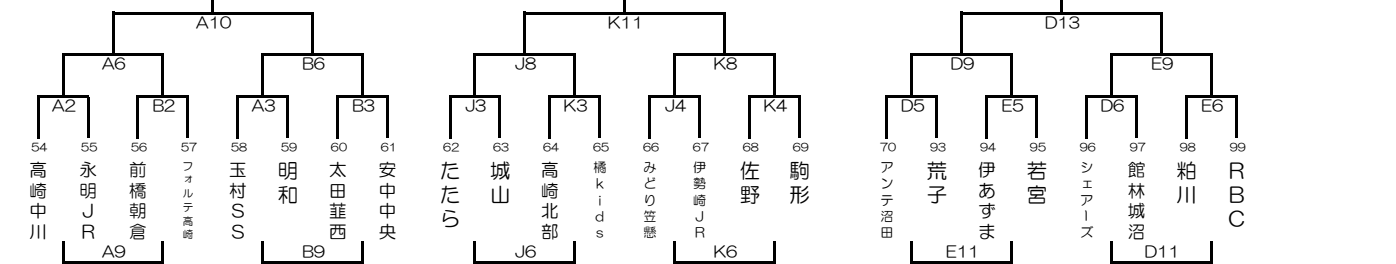 A10 K11 D13
A6 B6 J8 K8 D9 E9
A2 B2 A3 B3 J3 K3 J4 K4 D5 E5 D6 E6
54 55 56 57 58 59 60 61 62 63 64 65 66 67 68 69 70 93 94 95 96 97 98 99
高崎中川
永明JR
前橋朝倉
フォルテ高崎
玉村SS
明和
太田韮西
安中中央
たたら
城山
高崎北部
橘kids
みどり笠懸
伊勢崎JR
佐野
駒形
アンテ沼田
荒子
伊あずま
若宮
シェアーズ
館林城沼
粕川
RBC
A9 B9 J6 K6 E11 D11